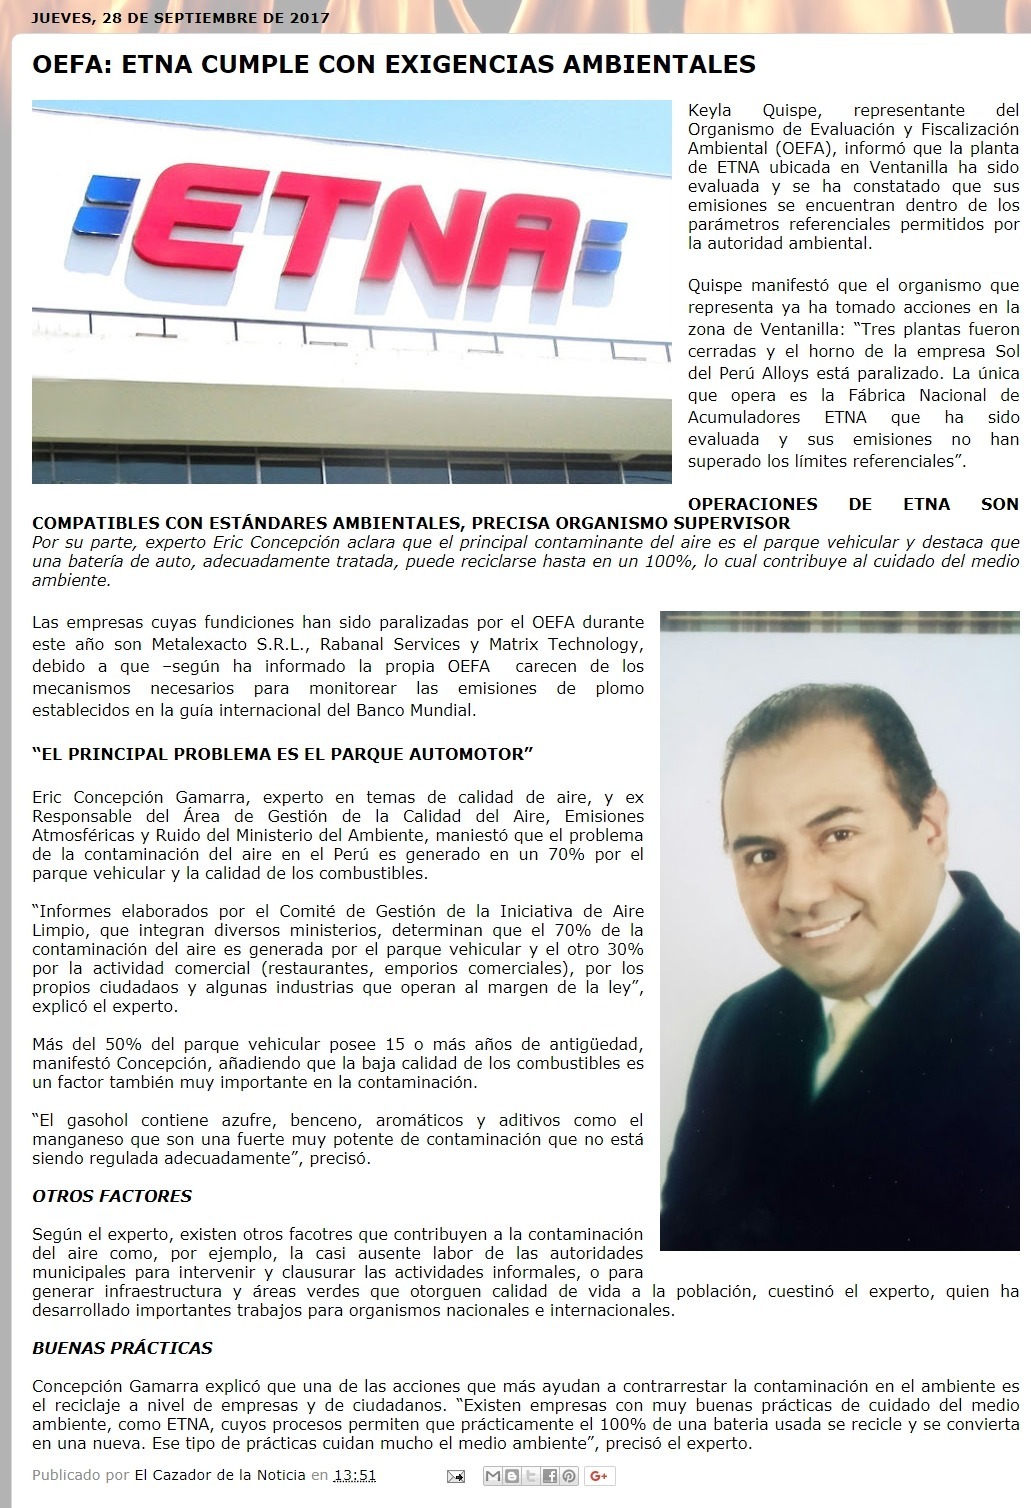 JUEVES, 28 DE SEPTIEMBRE DE 2017
OEFA: ETNA CUMPLE CON EXIGENCIAS AMBIENTALES
ETNA
Keyla Quispe, representante del
Organismo de Evaluación y Fiscalización
Ambiental (OEFA), informó que la planta
de ETNA ubicada en Ventanilla ha sido
evaluada y se ha constatado que sus
emisiones se encuentran dentro de los
parámetros referenciales permitidos por
la autoridad ambiental.
Quispe manifestó que el organismo que
representa ya ha tomado acciones en la
zona de Ventanilla: “Tres plantas fueron
cerradas y el horno de la empresa Sol
del Perú Alloys está paralizado. La única
que opera es la Fábrica Nacional de
Acumuladores ETNA que ha sido
evaluada y sus emisiones no han
superado los límites referenciales”.
OPERACIONES DE ETNA SON
COMPATIBLES CON ESTÁNDARES AMBIENTALES, PRECISA ORGANISMO SUPERVISOR
Por su parte, experto Eric Concepción aclara que el principal contaminante del aire es el parque vehicular y destaca que
una batería de auto, adecuadamente tratada, puede reciclarse hasta en un 100%, lo cual contribuye al cuidado del medio
ambiente.
Las empresas cuyas fundiciones han sido paralizadas por el OEFA durante
este año son Metalexacto S.R.L., Rabanal Services y Matrix Technology,
debido a que –según ha informado la propia OEFA carecen de los
mecanismos necesarios para monitorear las emisiones de plomo
establecidos en la guía internacional del Banco Mundial.
“EL PRINCIPAL PROBLEMA ES EL PARQUE AUTOMOTOR”
Eric Concepción Gamarra, experto en temas de calidad de aire, y ex
Responsable del Área de Gestión de la Calidad del Aire, Emisiones
Atmosféricas y Ruido del Ministerio del Ambiente, maniestó que el problema
de la contaminación del aire en el Perú es generado en un 70% por el
parque vehicular y la calidad de los combustibles.
“Informes elaborados por el Comité de Gestión de la Iniciativa de Aire
Limpio, que integran diversos ministerios, determinan que el 70% de la
contaminación del aire es generada por el parque vehicular y el otro 30%
por la actividad comercial (restaurantes, emporios comerciales), por los
propios ciudadaos y algunas industrias que operan al margen de la ley”,
explicó el experto.
Más del 50% del parque vehicular posee 15 o más años de antigüedad,
manifestó Concepción, añadiendo que la baja calidad de los combustibles es
un factor también muy importante en la contaminación.
“El gasohol contiene azufre, benceno, aromáticos y aditivos como el
manganeso que son una fuerte muy potente de contaminación que no está
siendo regulada adecuadamente”, precisó.
OTROS FACTORES
Según el experto, existen otros facotres que contribuyen a la contaminación
del aire como, por ejemplo, la casi ausente labor de las autoridades
municipales para intervenir y clausurar las actividades informales, o para
generar infraestructura y áreas verdes que otorguen calidad de vida a la población, cuestinó el experto, quien ha
desarrollado importantes trabajos para organismos nacionales e internacionales.
BUENAS PRÁCTICAS
Concepción Gamarra explicó que una de las acciones que más ayudan a contrarrestar la contaminación en el ambiente es
el reciclaje a nivel de empresas y de ciudadanos. “Existen empresas con muy buenas prácticas de cuidado del medio
ambiente, como ETNA, cuyos procesos permiten que prácticamente el 100% de una bateria usada se recicle y se convierta
en una nueva. Ese tipo de prácticas cuidan mucho el medio ambiente”, precisó el experto.
Publicado por El Cazador de la Noticia en 13:51
G+